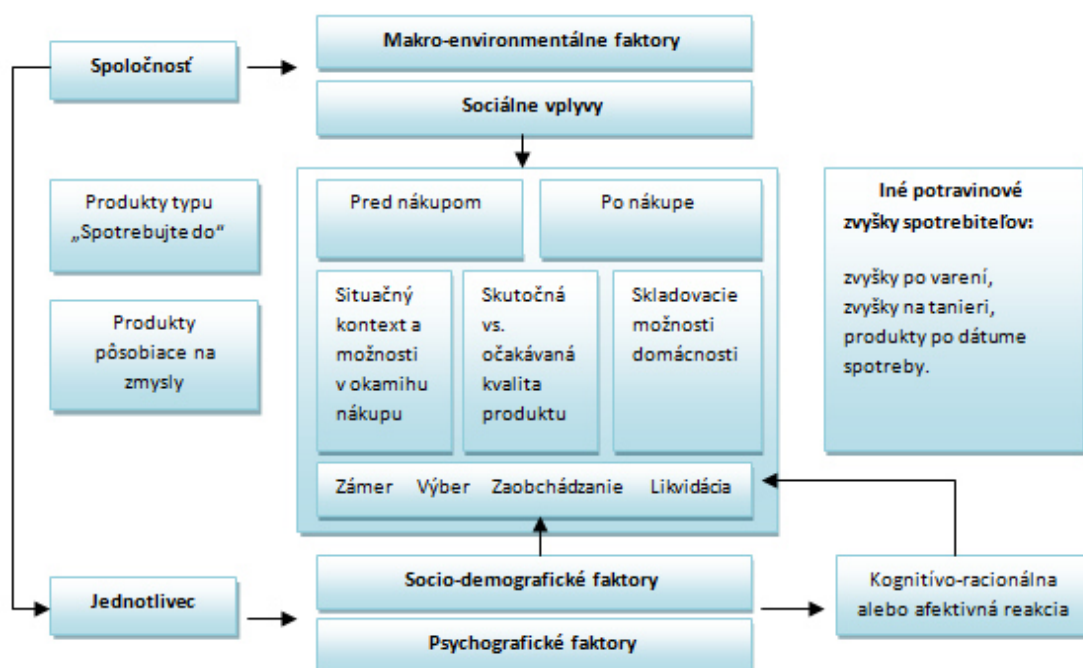 Makro-environmentálne faktory
Spoločnosť
Sociálne vplyvy
Produkty typu
„Spotrebujte do“
Produkty
pôsobiace na
zmysly
Pred nákupom
Po nákupe
Situačný
kontext a
možnosti
v okamihu
nákupu
Skutočná
vs.
očakávaná
kvalita
produktu
Skladovacie
možnosti
domácnosti
Zámer Výber Zaobchádzanie Likvidácia
Iné potravinové
zvyšky spotrebiteľov:
zvyšky po varení,
zvyšky na tanieri,
produkty po dátume
spotreby.
Jednotlivec
Socio-demografické faktory
Psychografické faktory
Kognitívo-racionálna
alebo afektivná reakcia